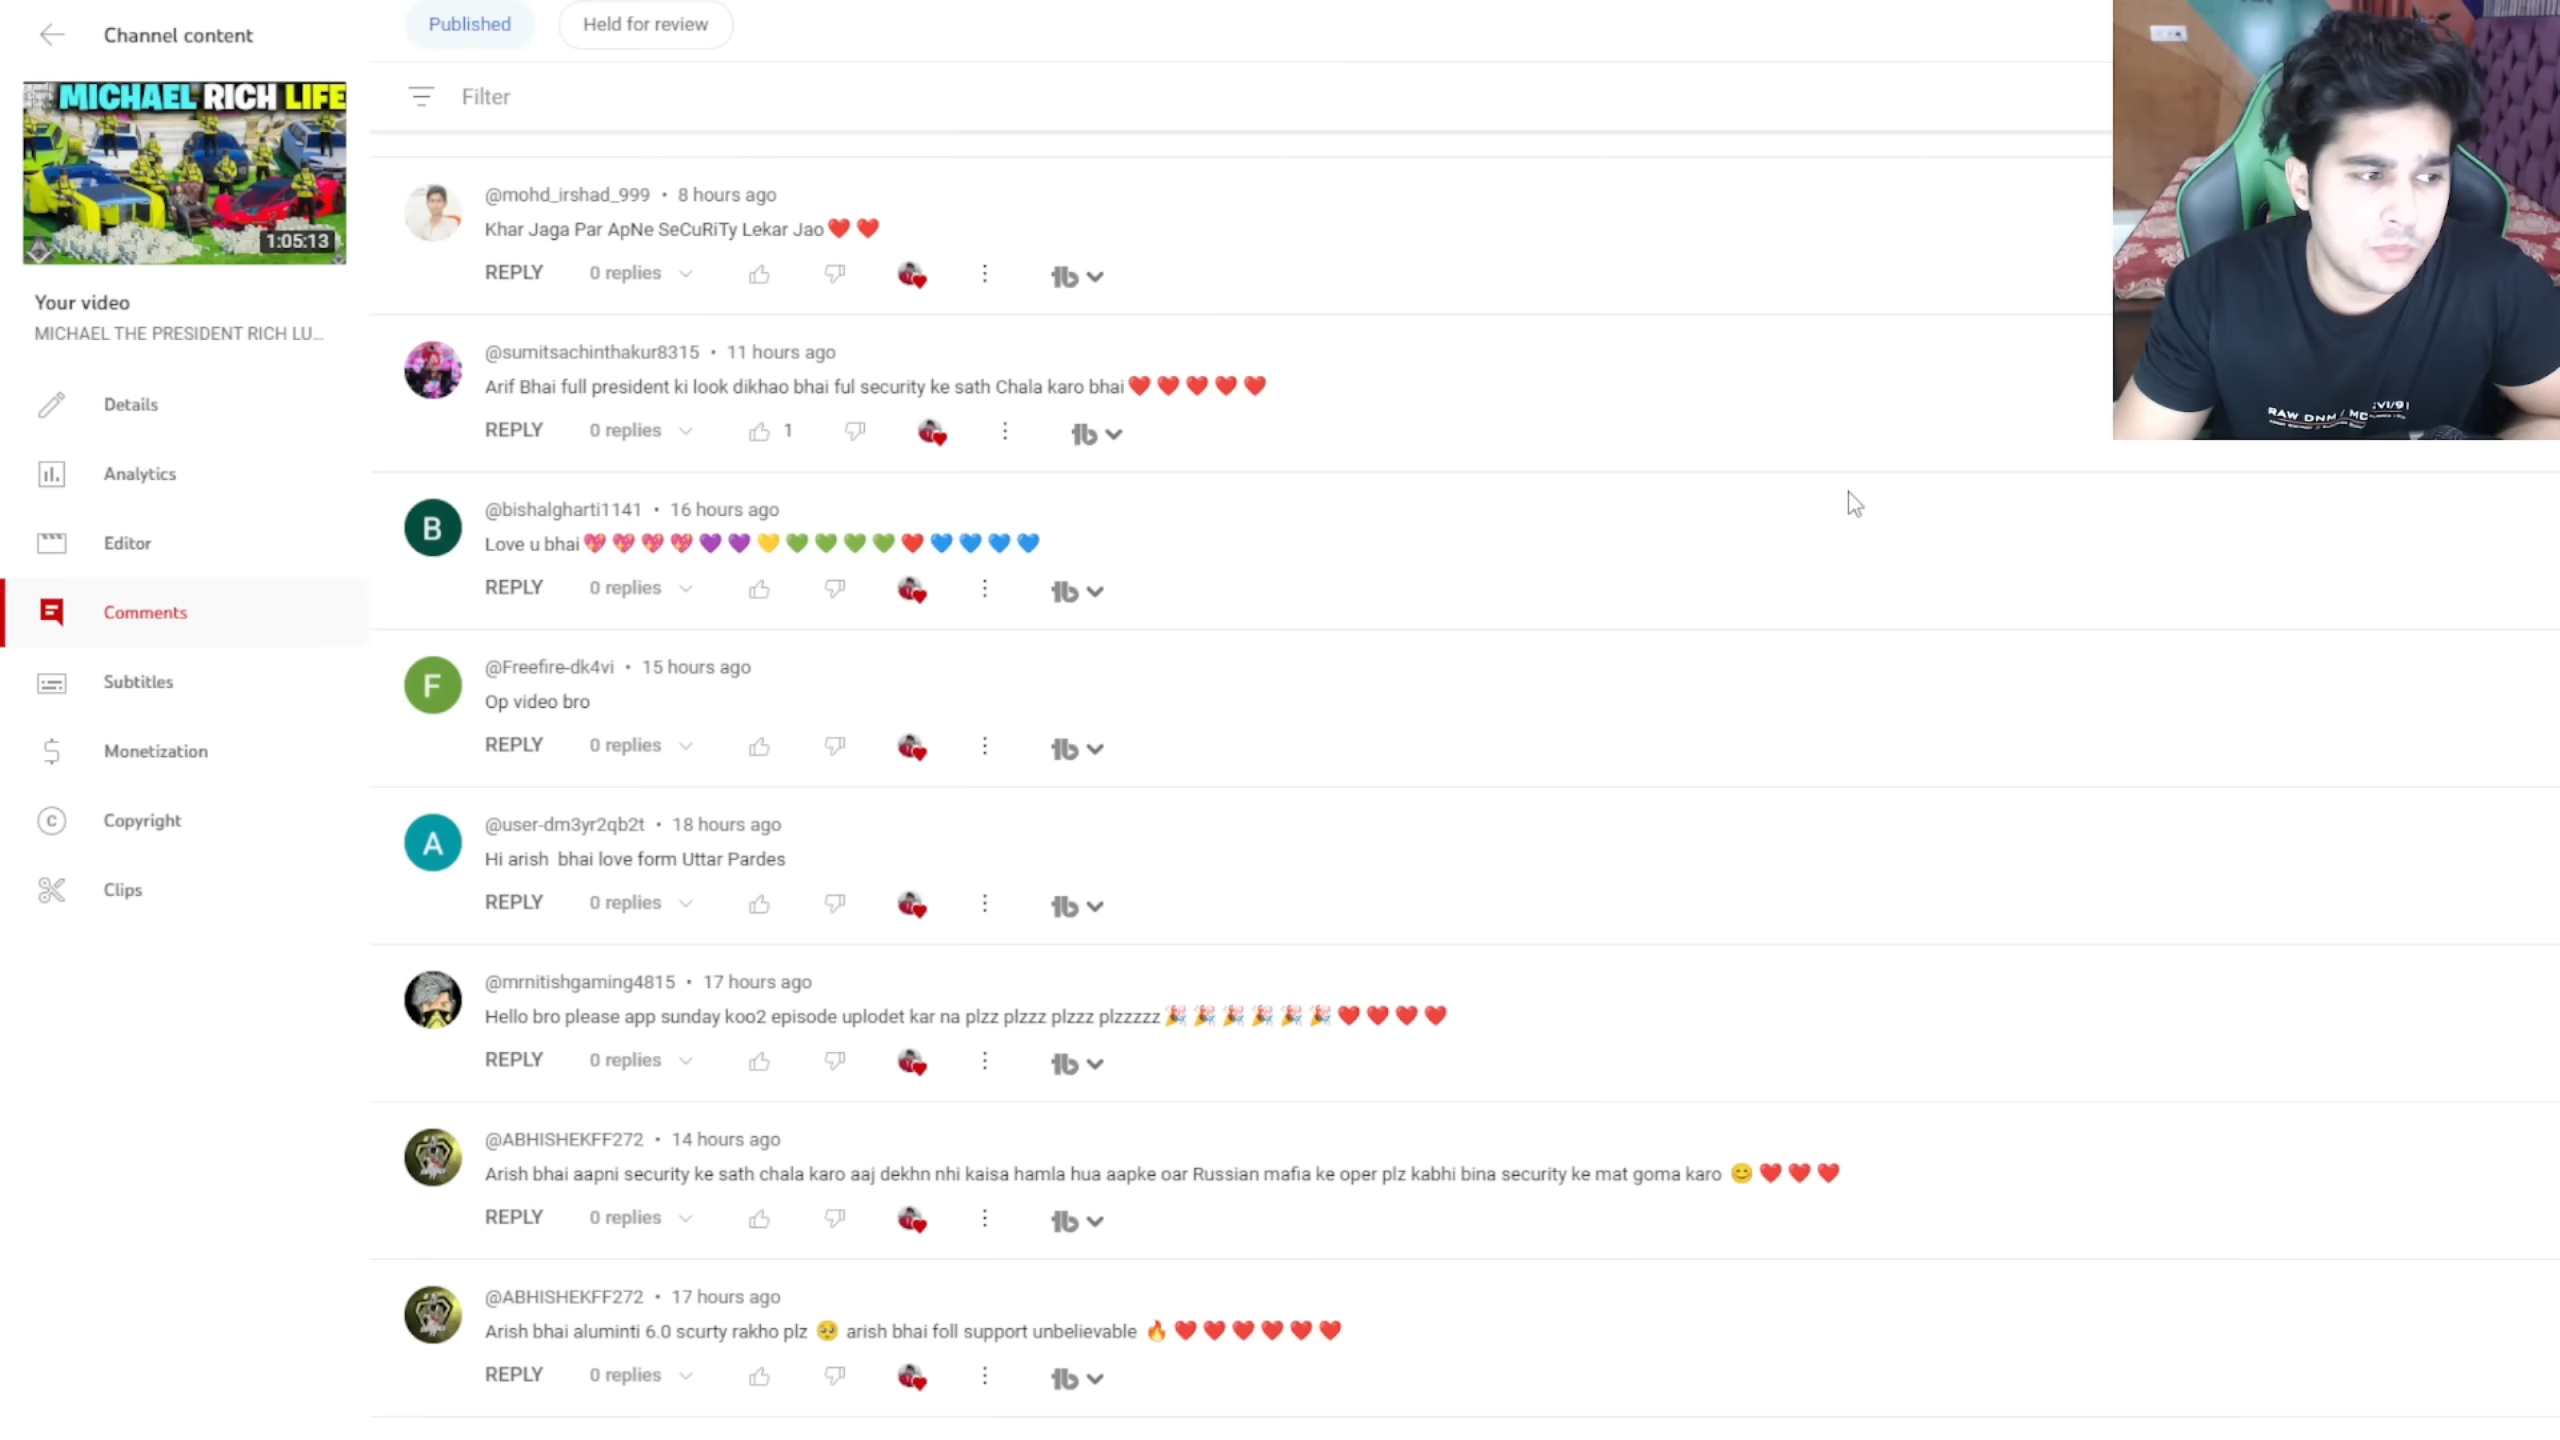 Channel content
Published
Held for review
Filter
MICHAEL RICH LIFE
1:05:13
Your video
MICHAEL THE PRESIDENT RICH LU...
Details
Analytics
Editor
Comments
Subtitles
Monetization
Copyright
Clips
@mohd_irshad_999 • 8 hours ago
Khar Jaga Par ApNe SeCuRiTy Lekar Jao❤️ ❤️
REPLY 0 replies
@sumitsachinthakur8315 • 11 hours ago
Arif Bhai full president ki look dikhao bhai ful security ke sath Chala karo bhai❤️ ❤️ ❤️ ❤️ ❤️
REPLY 0 replies 1
B
@bishalgharti1141 • 16 hours ago
Love u bhai💖 💖 💖 💖 💜 💜 💛 💚 💚 💚 💚 ❤️ 💙 💙 💙 💙
REPLY 0 replies
F
@Freefire-dk4vi • 15 hours ago
Op video bro
REPLY 0 replies
A
@user-dm3yr2qb2t • 18 hours ago
Hi arish bhai love form Uttar Pardes
REPLY 0 replies
@mrnitishgaming4815 • 17 hours ago
Hello bro please app sunday koo2 episode uplodet kar na plzz plzzz plzzz plzzzzz🎉 🎉 🎉 🎉 🎉 🎉 ❤️ ❤️ ❤️ ❤️
REPLY 0 replies
@ABHISHEKFF272 • 14 hours ago
Arish bhai aapni security ke sath chala karo aaj dekhn nhi kaisa hamla hua aapke oar Russian mafia ke oper plz kabhi bina security ke mat goma karo 😊 ❤️ ❤️ ❤️
REPLY 0 replies
@ABHISHEKFF272 • 17 hours ago
Arish bhai aluminti 6.0 scurty rakho plz 🥺 arish bhai foll support unbelievable 🔥 ❤️ ❤️ ❤️ ❤️ ❤️ ❤️
REPLY 0 replies
RAW DNM